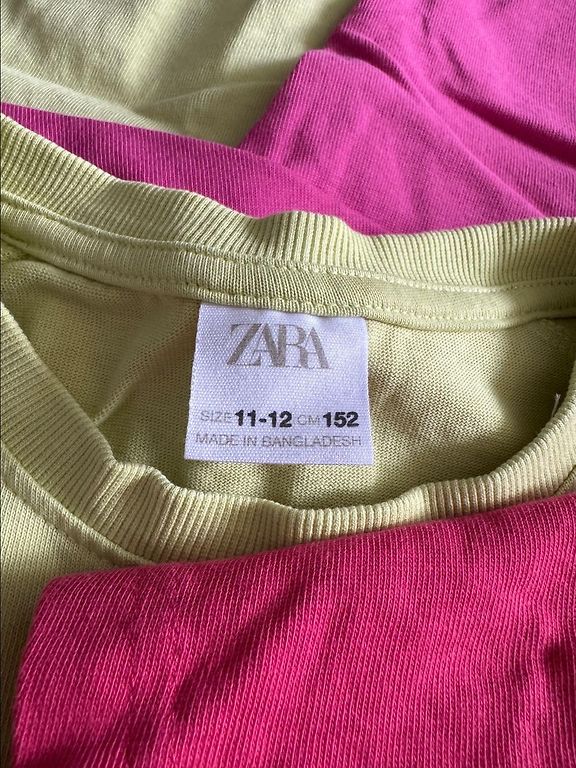 ZARA
SIZE 11-12 CM 152
MADE IN BANGLADESH